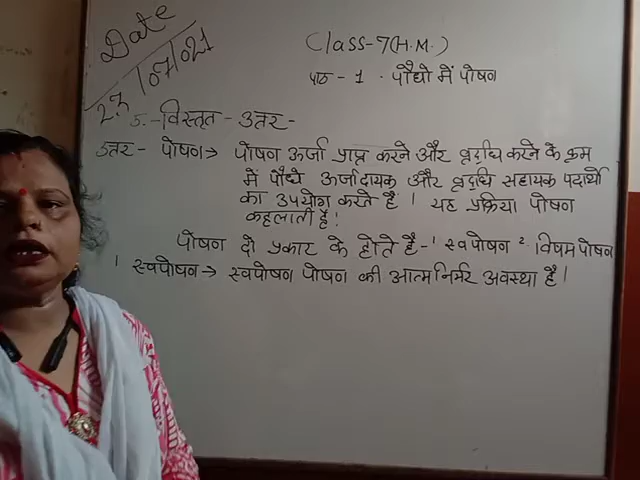 Date
27/07/021
Class-7(H.M.)
पाठ - 1 . पौधो में पोषण
5.-विस्तृत-उत्तर-
उत्तर- पोषण→ पोषण ऊर्जा प्राप्त करने और वृद्धि करने के क्रम
में पौधे ऊर्जादायक और वृद्धि सहायक पदार्थो
का उपयोग करते है। यह प्रक्रिया पोषण
कहलाती है!
पोषण दो प्रकार के होते है-1 स्वपोषण 2. विषमपोषण
1 स्वपोषण→ स्वपोषण पोषण की आत्मनिर्मर अवस्था है।